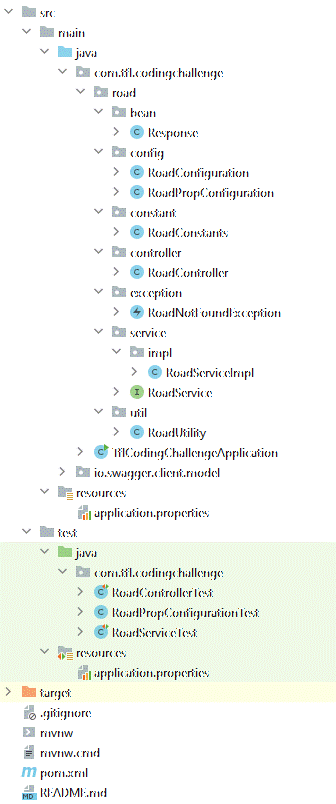 src
main
java
com.tfl.codingchallenge
road
bean
Response
config
RoadConfiguration
RoadPropConfiguration
constant
RoadConstants
controller
RoadController
exception
RoadNotFoundException
service
impl
RoadServiceImpl
RoadService
util
RoadUtility
TflCodingChallengeApplication
io.swagger.client.model
resources
application.properties
test
java
com.tfl.codingchallenge
RoadControllerTest
RoadPropConfigurationTest
RoadServiceTest
resources
application.properties
target
.gitignore
mvnw
mvnw.cmd
pom.xml
README.md